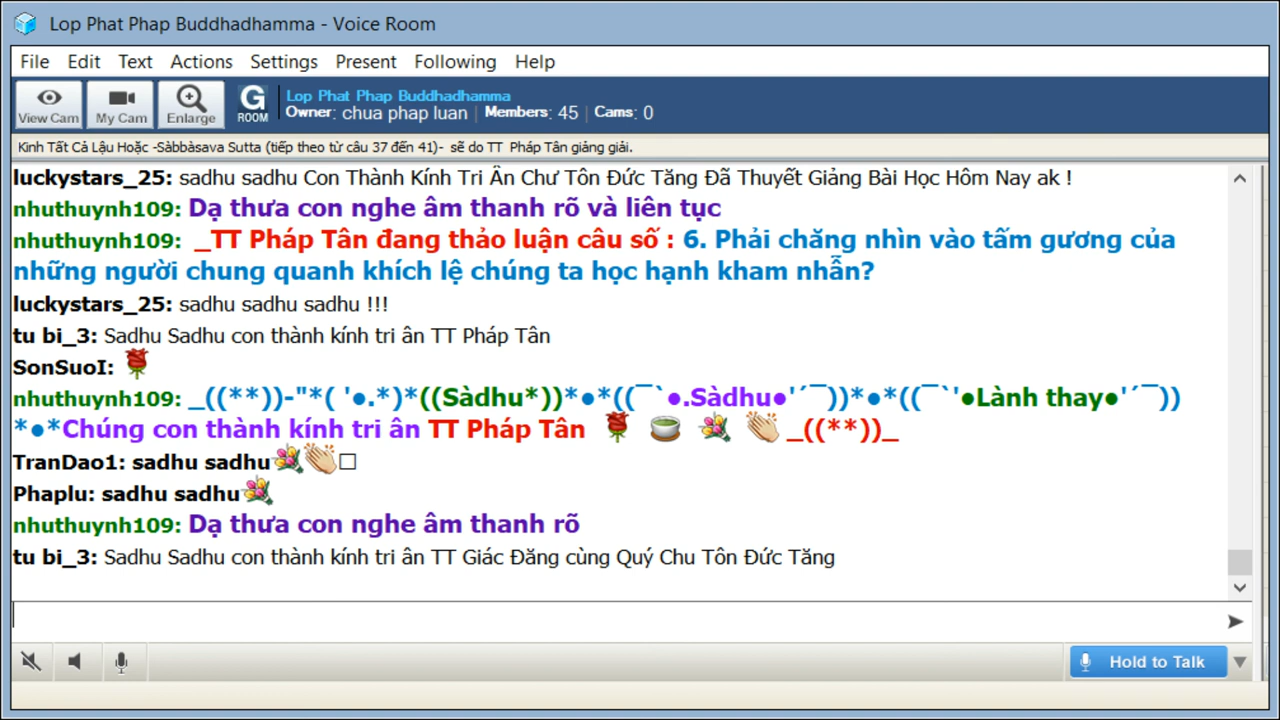 Lop Phat Phap Buddhadhamma - Voice Room
File Edit Text Actions Settings Present Following Help
View Cam My Cam Enlarge G ROOM Lop Phat Phap Buddhadhamma
Owner: chua phap luan | Members: 45 | Cams: 0
Kinh Tất Cả Lậu Hoặc -Sàbbàsava Sutta (tiếp theo từ câu 37 đến 41)- sẽ do TT Pháp Tân giảng giải.
luckystars_25: sadhu sadhu Con Thành Kính Tri Ân Chư Tôn Đức Tăng Đã Thuyết Giảng Bài Học Hôm Nay ak !
nhuthuynh109: Dạ thưa con nghe âm thanh rõ và liên tục
nhuthuynh109: _TT Pháp Tân đang thảo luận câu số : 6. Phải chăng nhìn vào tấm gương của
những người chung quanh khích lệ chúng ta học hạnh kham nhẫn?
luckystars_25: sadhu sadhu sadhu !!!
tu bi_3: Sadhu Sadhu con thành kính tri ân TT Pháp Tân
SonSuoI: 🌹
nhuthuynh109: _((**))-"*( '●.*)*((Sàdhu*))*●*((¯`●.Sàdhu●'´¯))*●*((¯`'●Lành thay●'´¯))
*●*Chúng con thành kính tri ân TT Pháp Tân 🌹 🍵 💐 👏 _((**))_
TranDao1: sadhu sadhu💐👏□
Phaplu: sadhu sadhu💐
nhuthuynh109: Dạ thưa con nghe âm thanh rõ
tu bi_3: Sadhu Sadhu con thành kính tri ân TT Giác Đăng cùng Quý Chu Tôn Đức Tăng
Hold to Talk